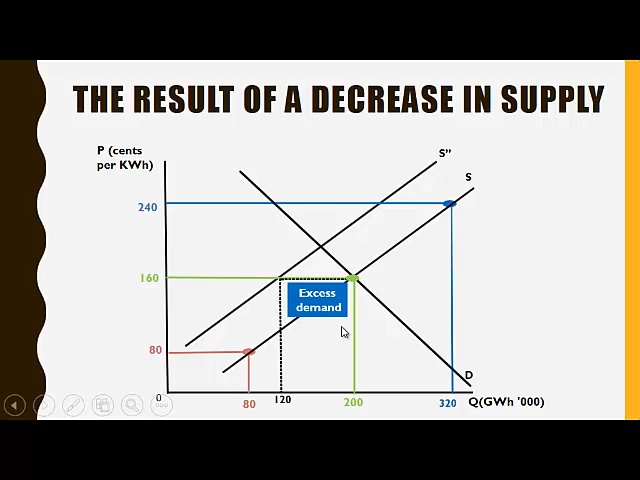 THE RESULT OF A DECREASE IN SUPPLY
P (cents
per KWh)
S”
S
240
160
Excess
demand
80
D
0
80
120
200
320
Q(GWh '000)